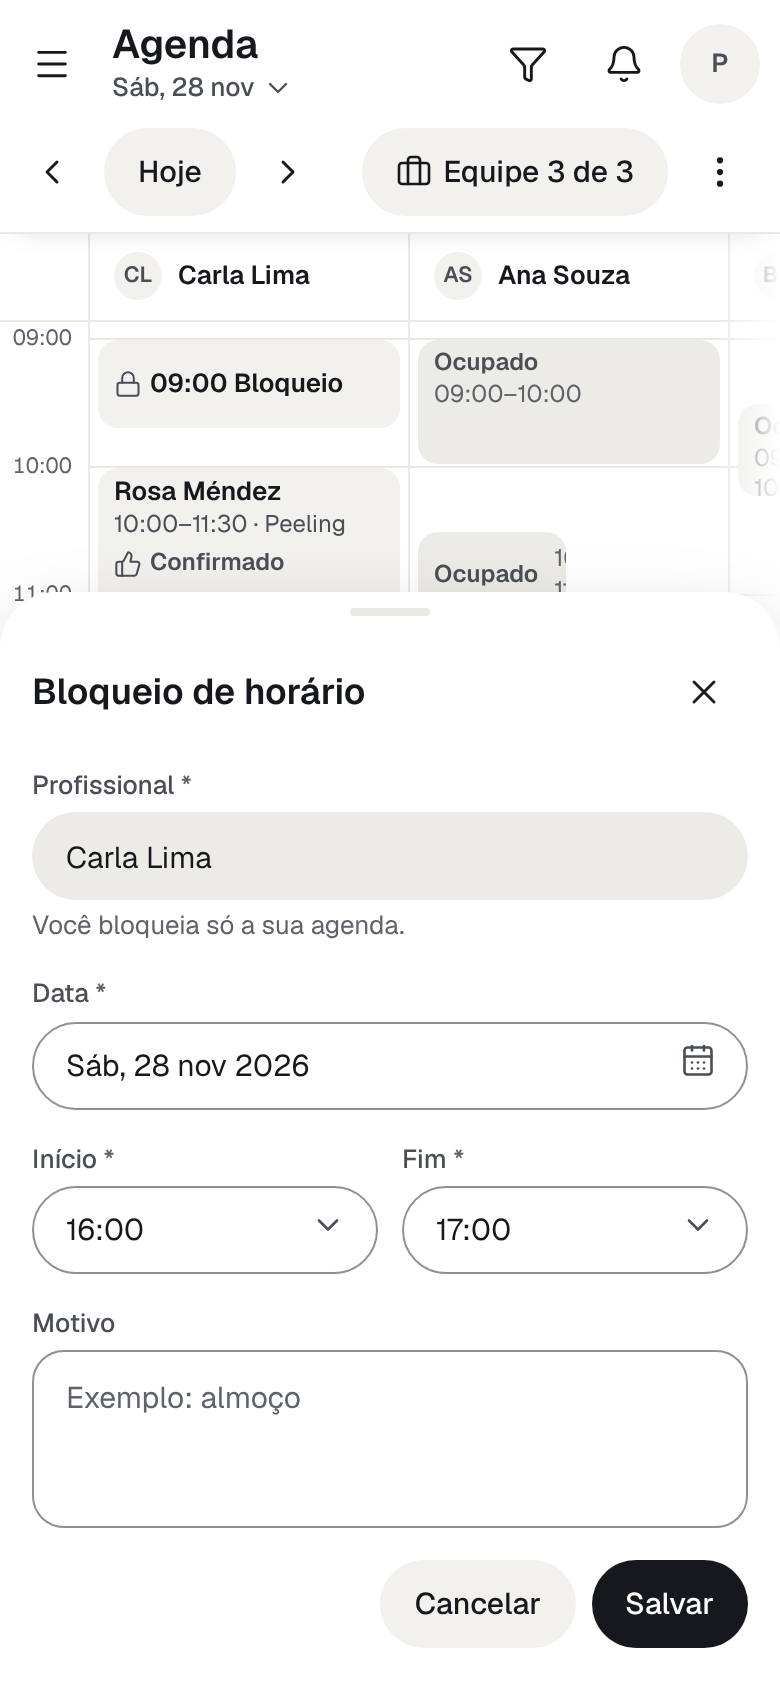 Agenda
Sáb, 28 nov
P
Hoje
Equipe 3 de 3
CL Carla Lima
AS Ana Souza
B
09:00
09:00 Bloqueio
Ocupado
09:00–10:00
10:00
Rosa Méndez
10:00–11:30 · Peeling
Confirmado
Ocupado
11:00
Bloqueio de horário
Profissional *
Carla Lima
Você bloqueia só a sua agenda.
Data *
Sáb, 28 nov 2026
Início *
Fim *
16:00
17:00
Motivo
Exemplo: almoço
Cancelar
Salvar